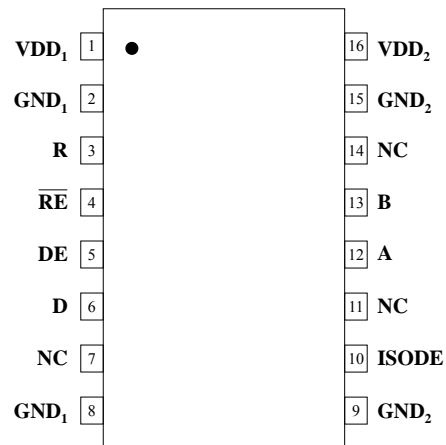 VDD₁ 1 16 VDD₂
GND₁ 2 15 GND₂
R 3 14 NC
R̅E̅ 4 13 B
DE 5 12 A
D 6 11 NC
NC 7 10 ISODE
GND₁ 8 9 GND₂